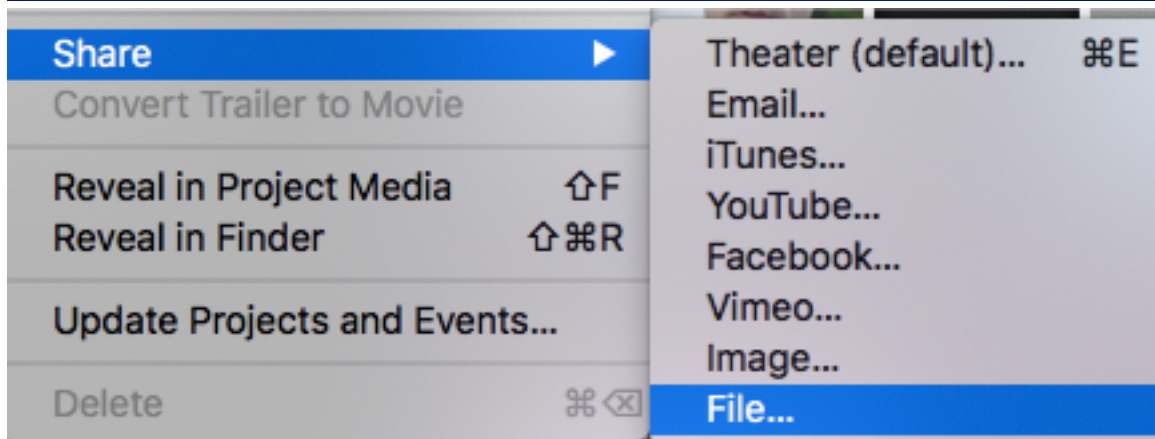 Share ▶
Convert Trailer to Movie
Reveal in Project Media ⇧F
Reveal in Finder ⇧⌘R
Update Projects and Events...
Delete ⌘⌫
Theater (default)... ⌘E
Email...
iTunes...
YouTube...
Facebook...
Vimeo...
Image...
File...